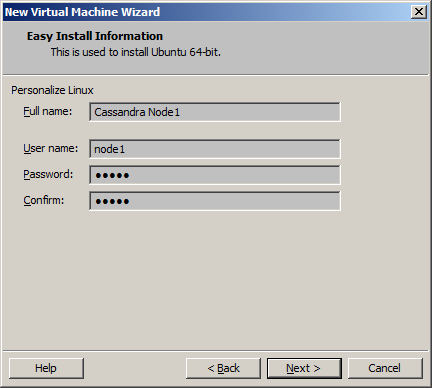 New Virtual Machine Wizard
Easy Install Information
This is used to install Ubuntu 64-bit.
Personalize Linux
Full name: Cassandra Node1
User name: node1
Password: ●●●●●
Confirm: ●●●●●
Help < Back Next > Cancel